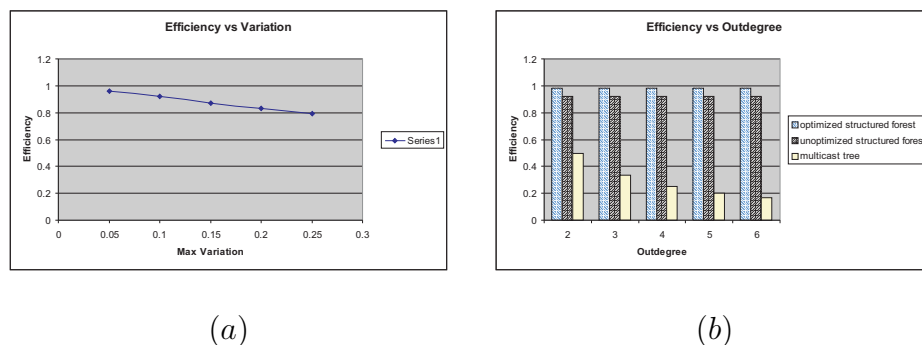 Efficiency vs Variation
1.2
1
0.8
0.6
0.4
0.2
0
Efficiency
0 0.05 0.1 0.15 0.2 0.25 0.3
Max Variation
Series1
(a)
Efficiency vs Outdegree
1.2
1
0.8
0.6
0.4
0.2
0
Efficiency
2 3 4 5 6
Outdegree
optimized structured forest
unoptimized structured fores
multicast tree
(b)